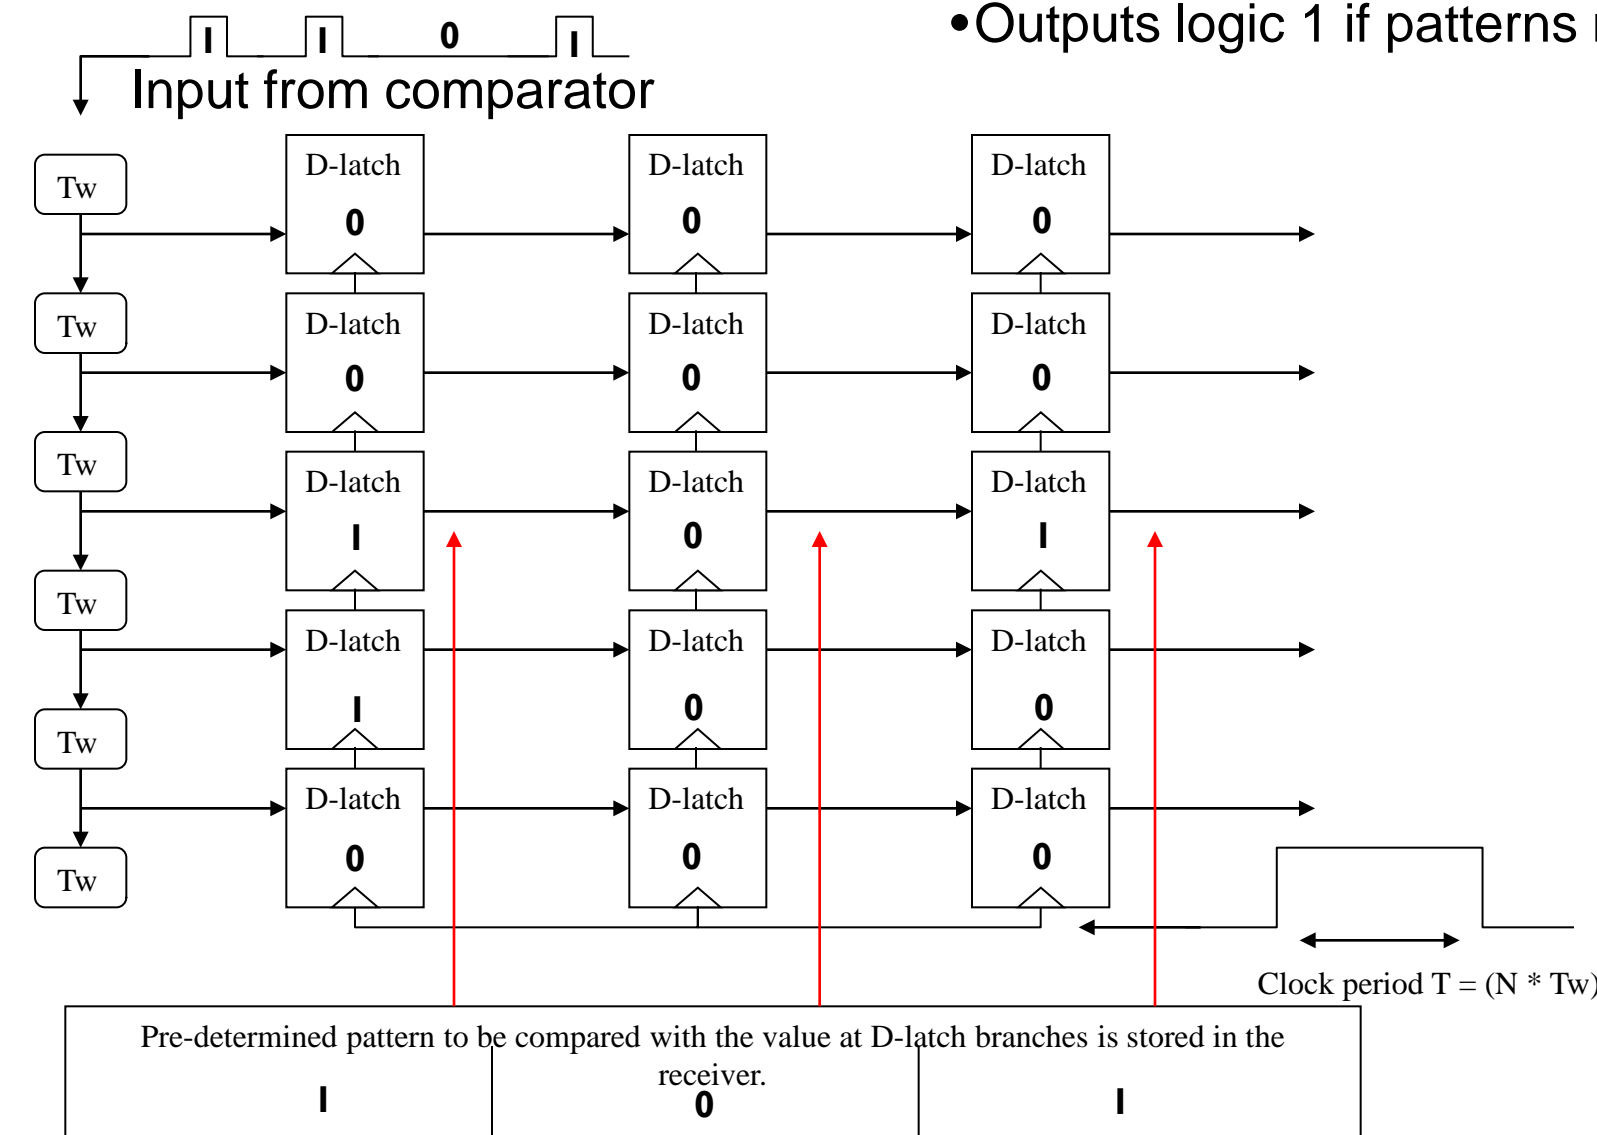 •Outputs logic 1 if patterns
I I 0 I
Input from comparator
Tw
D-latch D-latch D-latch
0 0 0
Tw
D-latch D-latch D-latch
0 0 0
Tw
D-latch D-latch D-latch
I 0 I
Tw
D-latch D-latch D-latch
I 0 0
Tw
D-latch D-latch D-latch
0 0 0
Tw
Clock period T = (N * Tw)
Pre-determined pattern to be compared with the value at D-latch branches is stored in the
receiver.
I 0 I